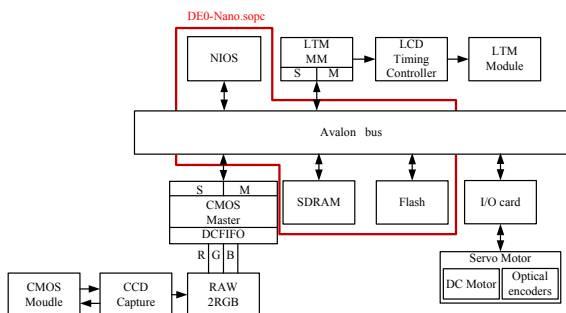 DE0-Nano.sopc
NIOS
LTM
MM
S M
LCD
Timing
Controller
LTM
Module
Avalon bus
S M
CMOS
Master
DCFIFO
SDRAM
Flash
I/O card
R G B
Servo Motor
DC Motor
Optical
encoders
CMOS
Moudle
CCD
Capture
RAW
2RGB